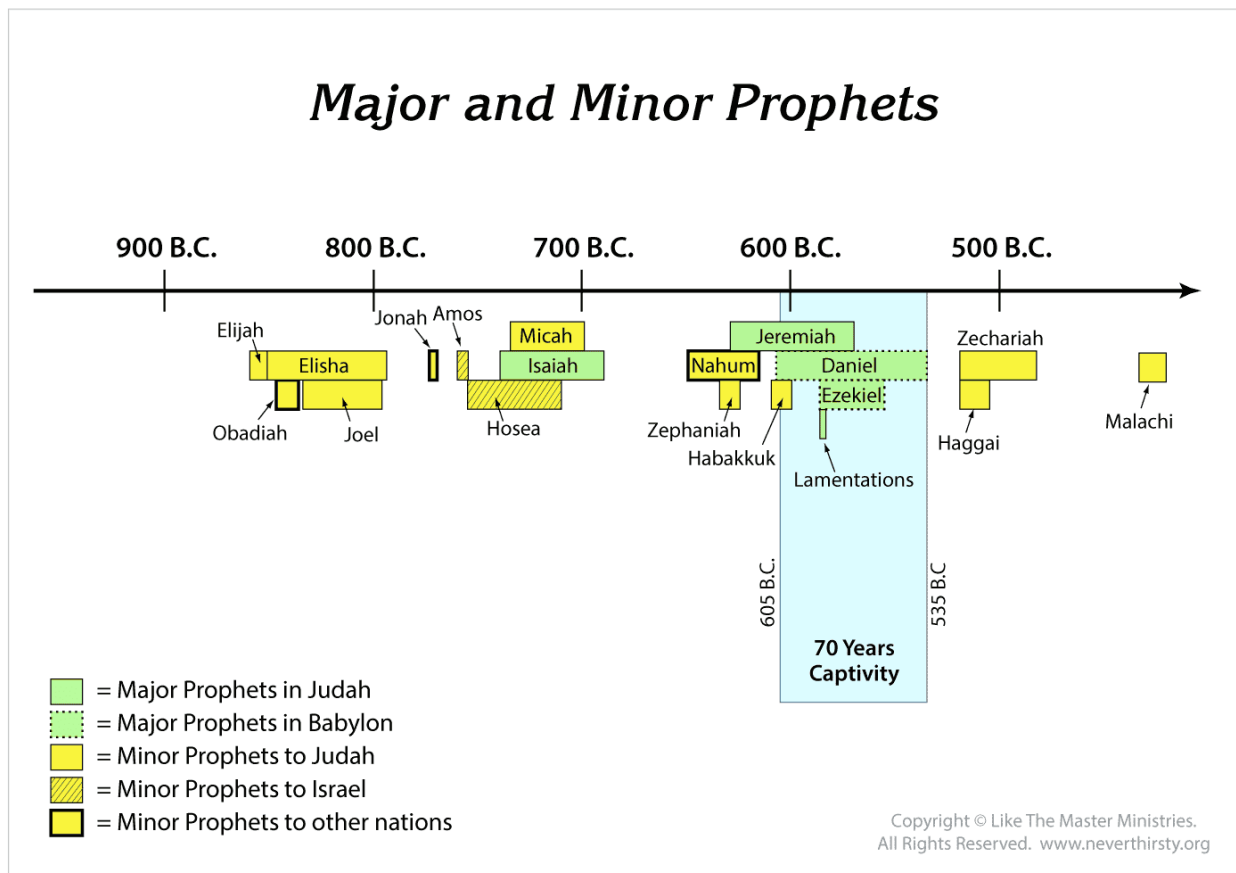 Major and Minor Prophets
900 B.C.
800 B.C.
700 B.C.
600 B.C.
500 B.C.
Elijah
Elisha
Obadiah
Joel
Jonah
Amos
Micah
Isaiah
Hosea
Jeremiah
Nahum
Daniel
Ezekiel
Zephaniah
Habakkuk
Lamentations
Zechariah
Haggai
Malachi
605 B.C.
535 B.C
70 Years
Captivity
= Major Prophets in Judah
= Major Prophets in Babylon
= Minor Prophets to Judah
= Minor Prophets to Israel
= Minor Prophets to other nations
Copyright © Like The Master Ministries.
All Rights Reserved. www.neverthirsty.org